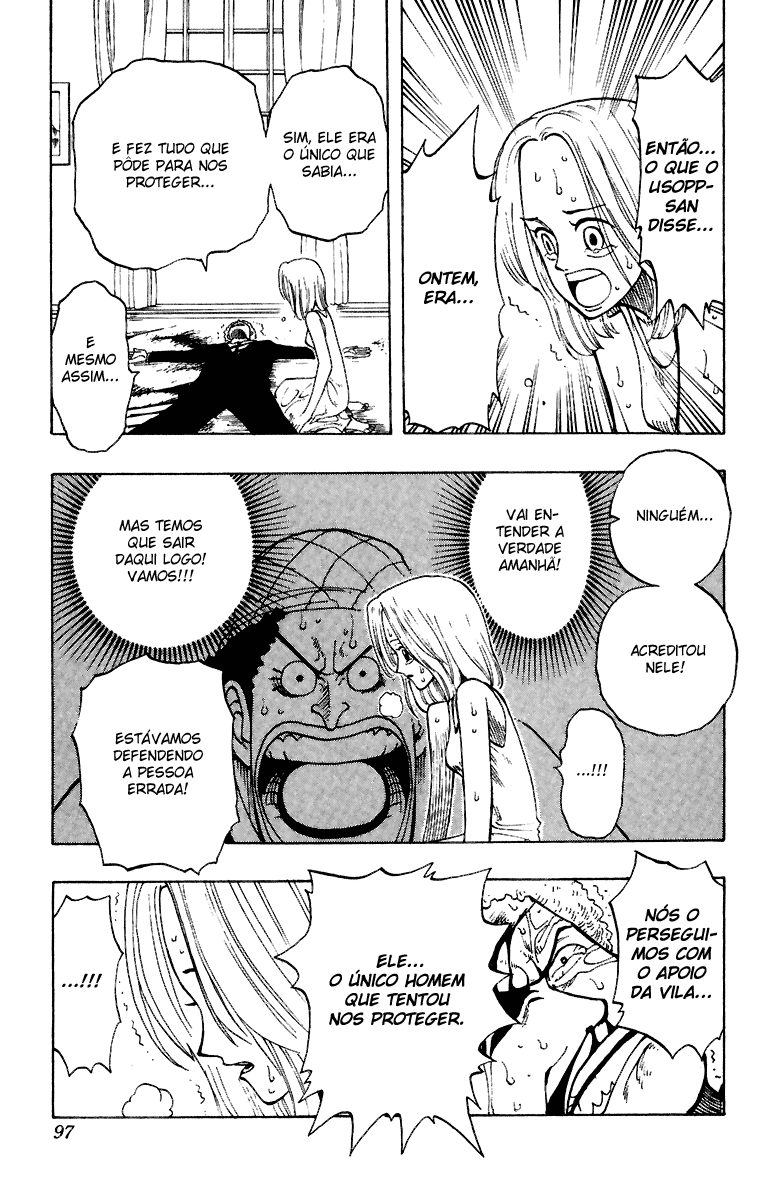 ENTÃO...
O QUE O
USOPP-
SAN
DISSE...
ONTEM,
ERA...
SIM, ELE ERA
O ÚNICO QUE
SABIA...
E FEZ TUDO QUE
PÔDE PARA NOS
PROTEGER...
E
MESMO
ASSIM...
NINGUÉM...
ACREDITOU
NELE!
VAI EN-
TENDER A
VERDADE
AMANHÃ!
MAS TEMOS
QUE SAIR
DAQUI LOGO!
VAMOS!!!
...!!!
ESTÁVAMOS
DEFENDENDO
A PESSOA
ERRADA!
NÓS O
PERSEGUI-
MOS COM
O APOIO
DA VILA...
ELE...
O ÚNICO HOMEM
QUE TENTOU
NOS PROTEGER.
...!!!
97